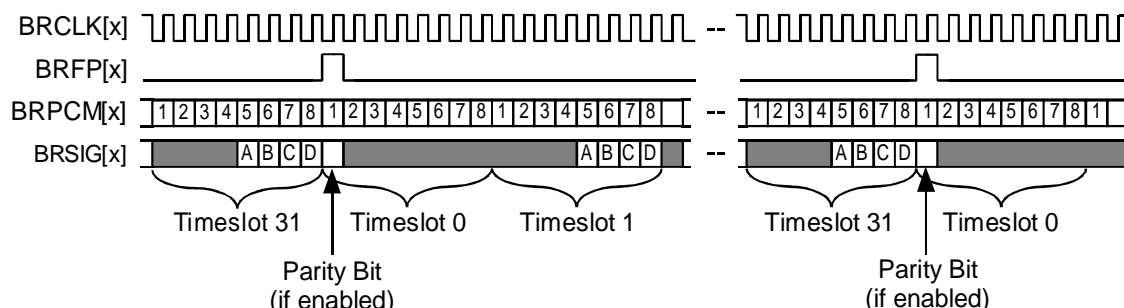 BRCLK[x] --
BRFP[x]
BRPCM[x] 1 2 3 4 5 6 7 8 1 2 3 4 5 6 7 8 1 2 3 4 5 6 7 8 -- 1 2 3 4 5 6 7 8 1 2 3 4 5 6 7 8 1
BRSIG[x] A B C D A B C D -- A B C D
Timeslot 31 Timeslot 0 Timeslot 1 Timeslot 31 Timeslot 0
Parity Bit Parity Bit
(if enabled) (if enabled)